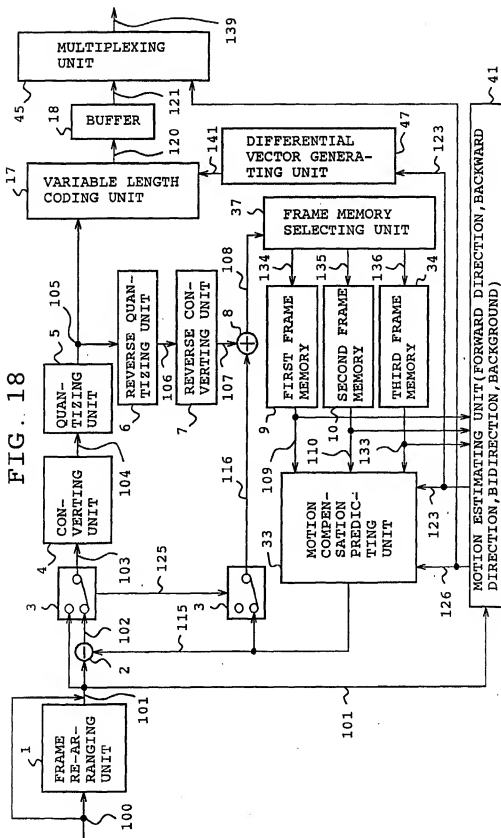 FIG. 18
100
1
FRAME
RE-AR-
RANGING
UNIT
101
2
102
3
103
4
CON-
VERTING
UNIT
104
5
QUAN-
TIZING
UNIT
105
17
VARIABLE LENGTH
CODING UNIT
120
18
BUFFER
121
45
MULTIPLEXING
UNIT
139
6
REVERSE QUAN-
TIZING UNIT
106
7
REVERSE CON-
VERTING UNIT
107
8
108
141
DIFFERENTIAL
VECTOR GENERA-
TING UNIT
47
123
37
FRAME MEMORY
SELECTING UNIT
134
135
136
34
FIRST FRAME
MEMORY
9
SECOND FRAME
MEMORY
10
THIRD FRAME
MEMORY
109
110
133
116
125
3
115
33
MOTION
COMPEN-
SATION
PREDIC-
TING
UNIT
126
123
101
41
MOTION ESTIMATING UNIT(FORWARD DIRECTION,BACKWARD
DIRECTION,BIDIRECTION,BACKGROUND)